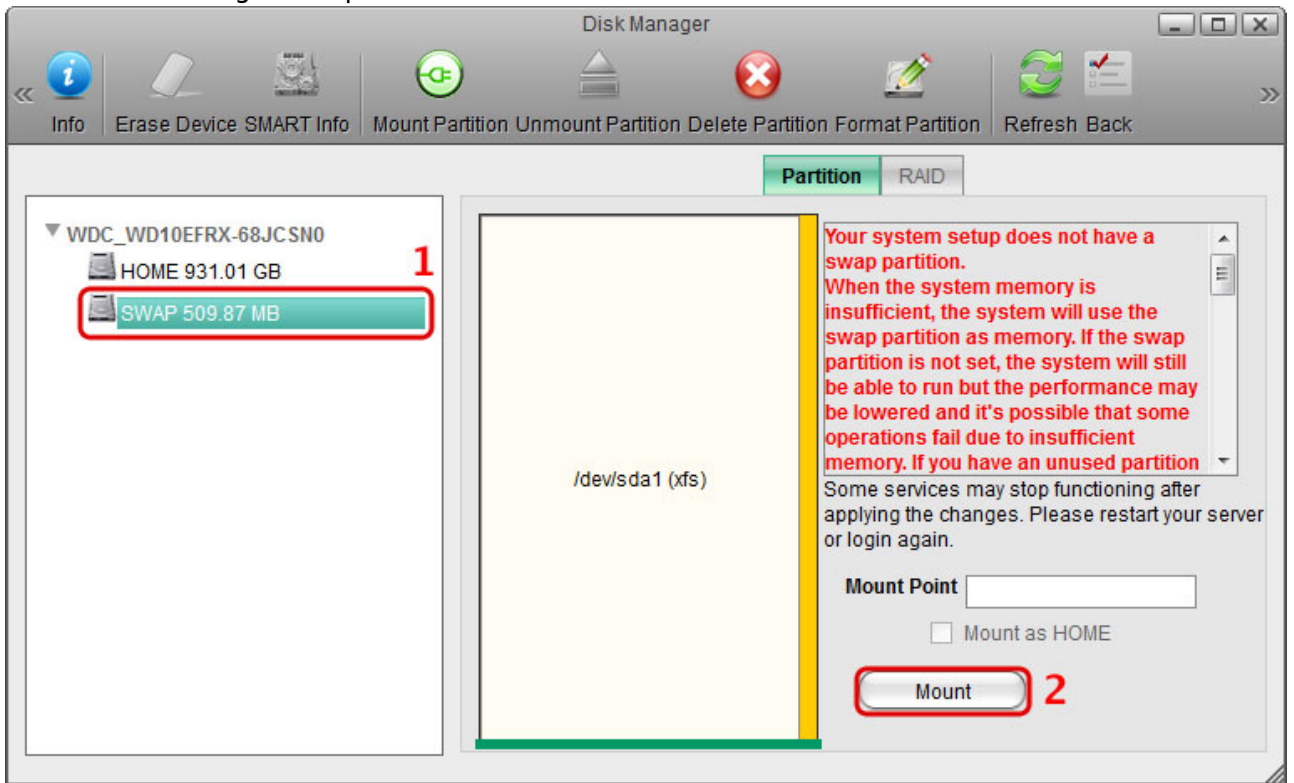 Disk Manager
Info Erase Device SMART Info Mount Partition Unmount Partition Delete Partition Format Partition Refresh Back
Partition RAID
WDC_WD10EFRX-68JCSN0
HOME 931.01 GB
1
SWAP 509.87 MB
/dev/sda1 (xfs)
Your system setup does not have a
swap partition.
When the system memory is
insufficient, the system will use the
swap partition as memory. If the swap
partition is not set, the system will still
be able to run but the performance may
be lowered and it's possible that some
operations fail due to insufficient
memory. If you have an unused partition
Some services may stop functioning after
applying the changes. Please restart your server
or login again.
Mount Point
Mount as HOME
Mount 2